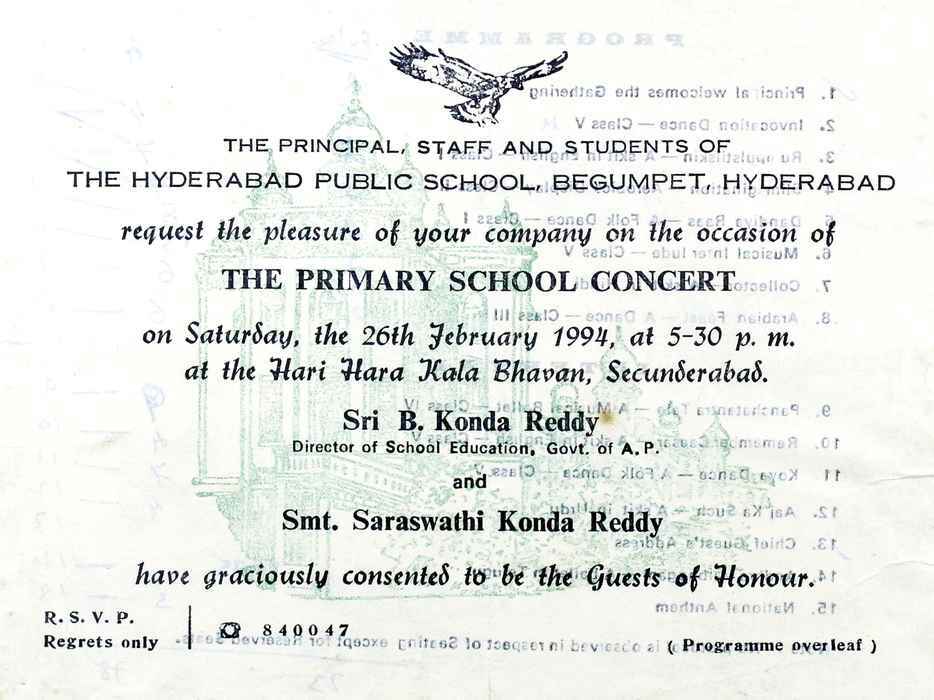 THE PRINCIPAL, STAFF AND STUDENTS OF
THE HYDERABAD PUBLIC SCHOOL, BEGUMPET, HYDERABAD
request the pleasure of your company on the occasion of
THE PRIMARY SCHOOL CONCERT
on Saturday, the 26th February 1994, at 5-30 p. m.
at the Hari Hara Kala Bhavan, Secunderabad.
Sri B. Konda Reddy
Director of School Education, Govt. of A. P.
and
Smt. Saraswathi Konda Reddy
have graciously consented to be the Guests of Honour.
R. S. V. P.
Regrets only
☎ 840047
( Programme overleaf )